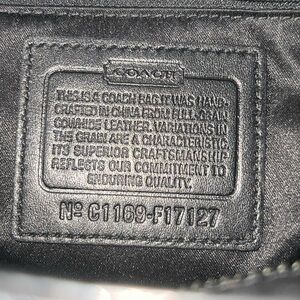 COACH
THIS IS A COACH BAG. IT WAS HAND-
CRAFTED IN CHINA FROM FULL GRAIN
COWHIDE LEATHER. VARIATIONS IN
THE GRAIN ARE A CHARACTERISTIC.
ITS SUPERIOR CRAFTSMANSHIP
REFLECTS OUR COMMITMENT TO
ENDURING QUALITY.
Nº C1169-F17127